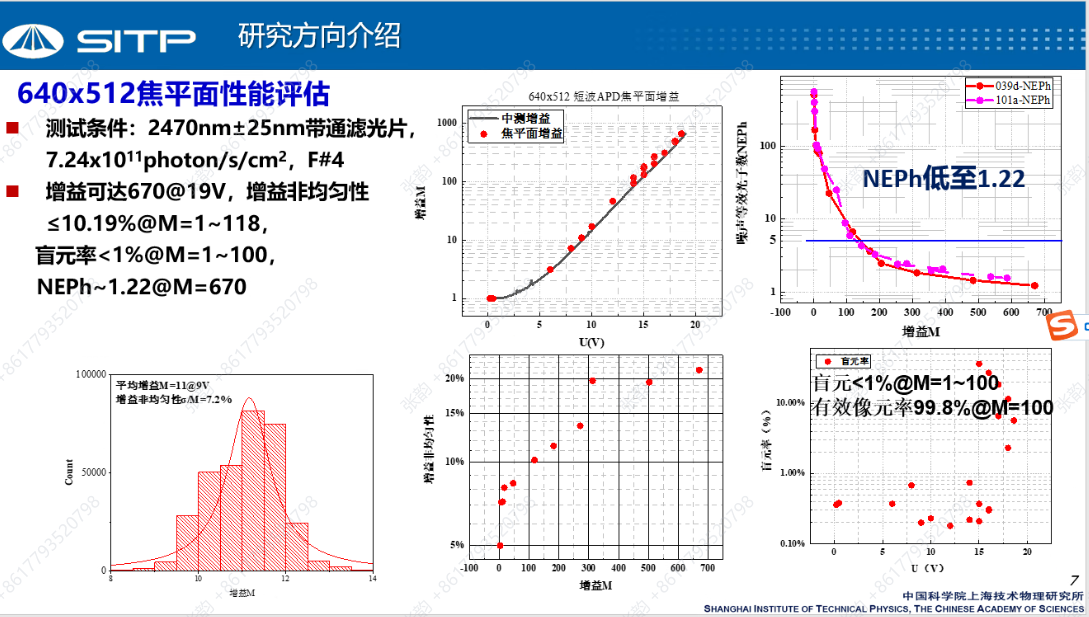 SITP
研究方向介绍
640x512焦平面性能评估
测试条件：2470nm±25nm带通滤光片，
7.24x10¹¹photon/s/cm²，F#4
增益可达670@19V，增益非均匀性
≤10.19%@M=1~118，
盲元率<1%@M=1~100，
NEPh~1.22@M=670
640x512 短波APD焦平面增益
中测增益
焦平面增益
增益M
1000
100
10
1
0 5 10 15 20
U(V)
039d-NEPh
101a-NEPh
NEPh低至1.22
噪声等效光子数NEPh
100
10
5
1
-100 0 100 200 300 400 500 600 700
增益M
平均增益M=11@9V
增益非均匀性σ/M=7.2%
Count
100000
50000
0
8 10 12 14
增益M
增益非均匀性
20%
15%
10%
5%
-100 0 100 200 300 400 500 600 700
增益M
盲元率
盲元<1%@M=1~100
有效像元率99.8%@M=100
盲元率（%）
10.00%
1.00%
0.10%
0 5 10 15 20
U（V）
7
中国科学院上海技术物理研究所
SHANGHAI INSTITUTE OF TECHNICAL PHYSICS, THE CHINESE ACADEMY OF SCIENCES
张韵 +8617793520798